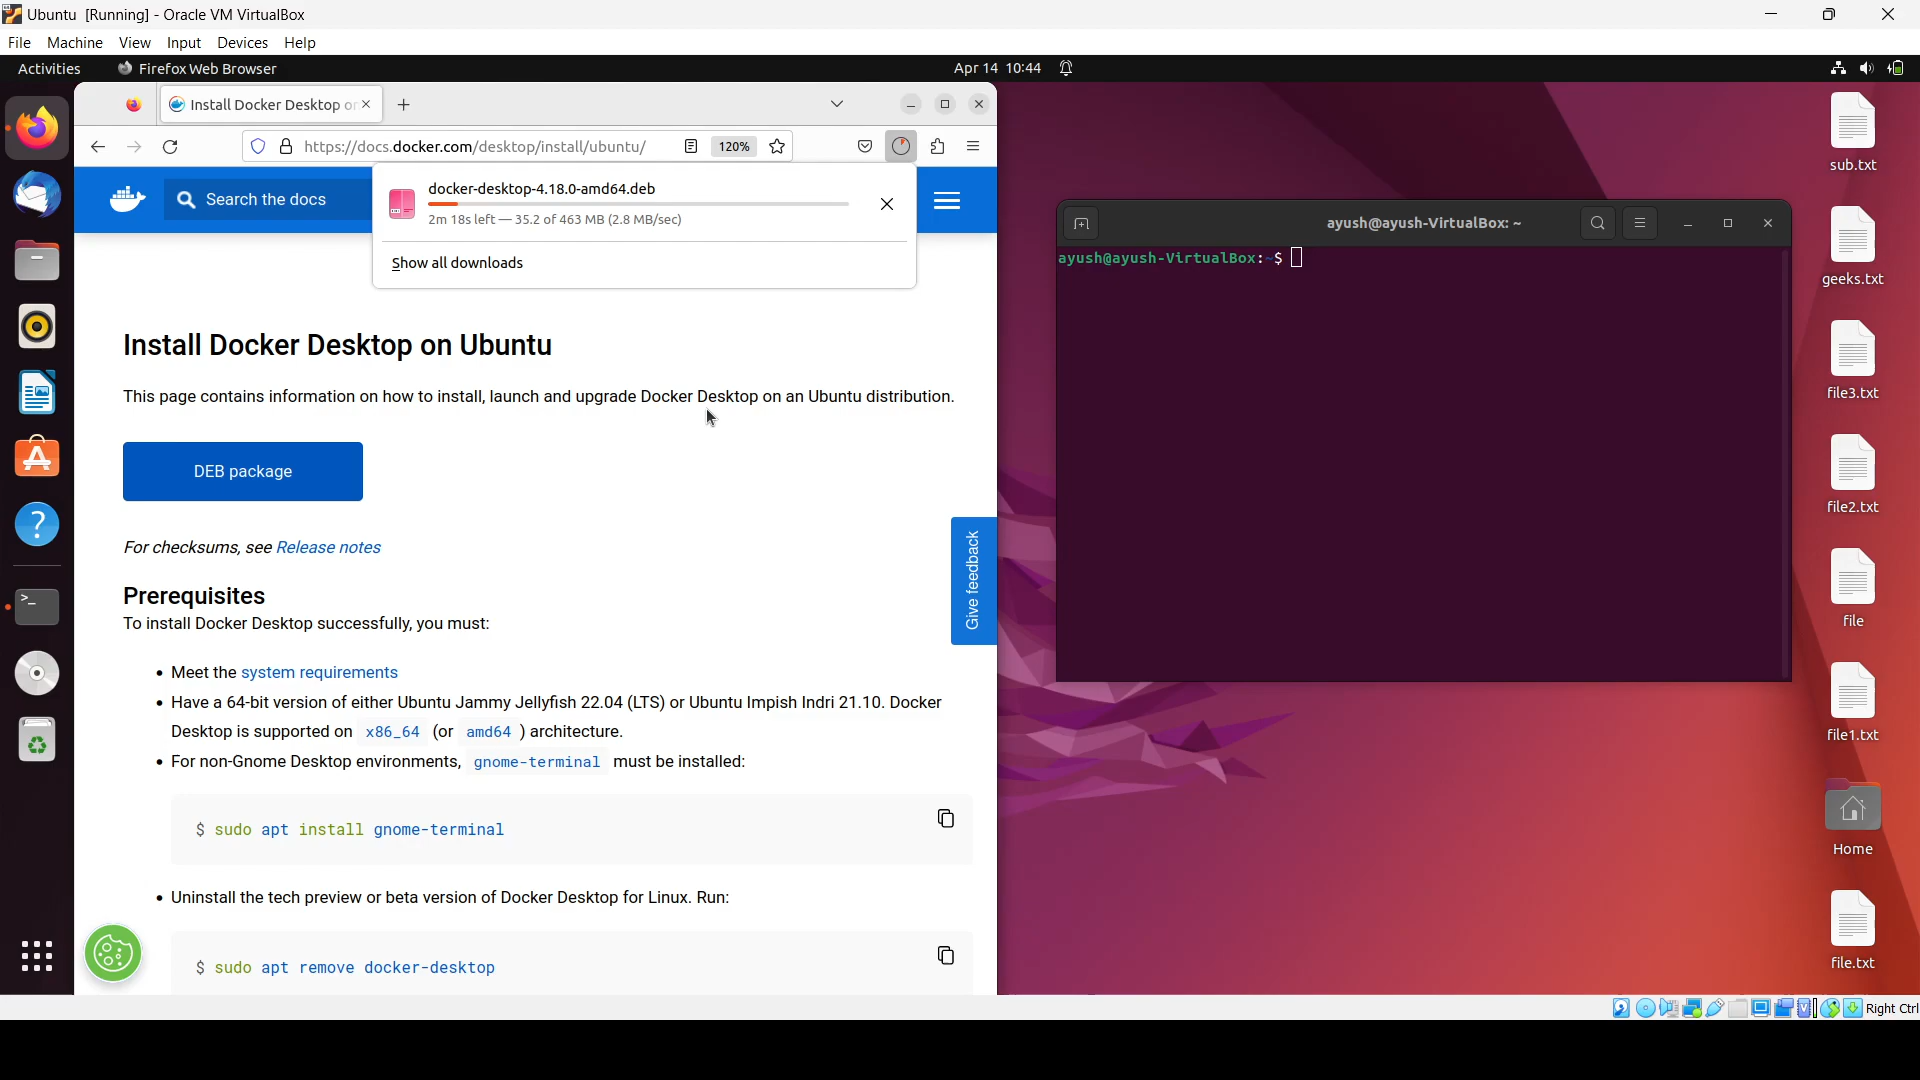 Ubuntu [Running] - Oracle VM VirtualBox
File Machine View Input Devices Help
Activities Firefox Web Browser Apr 14 10:44
Install Docker Desktop or
https://docs.docker.com/desktop/install/ubuntu/ 120%
Search the docs
docker-desktop-4.18.0-amd64.deb
2m 18s left — 35.2 of 463 MB (2.8 MB/sec)
Show all downloads
Install Docker Desktop on Ubuntu
This page contains information on how to install, launch and upgrade Docker Desktop on an Ubuntu distribution.
DEB package
For checksums, see Release notes
Give feedback
Prerequisites
To install Docker Desktop successfully, you must:
• Meet the system requirements
• Have a 64-bit version of either Ubuntu Jammy Jellyfish 22.04 (LTS) or Ubuntu Impish Indri 21.10. Docker
Desktop is supported on x86_64 (or amd64 ) architecture.
• For non-Gnome Desktop environments, gnome-terminal must be installed:
$ sudo apt install gnome-terminal
• Uninstall the tech preview or beta version of Docker Desktop for Linux. Run:
$ sudo apt remove docker-desktop
ayush@ayush-VirtualBox: ~
ayush@ayush-VirtualBox:~$
sub.txt
geeks.txt
file3.txt
file2.txt
file
file1.txt
Home
file.txt
Right Ctrl